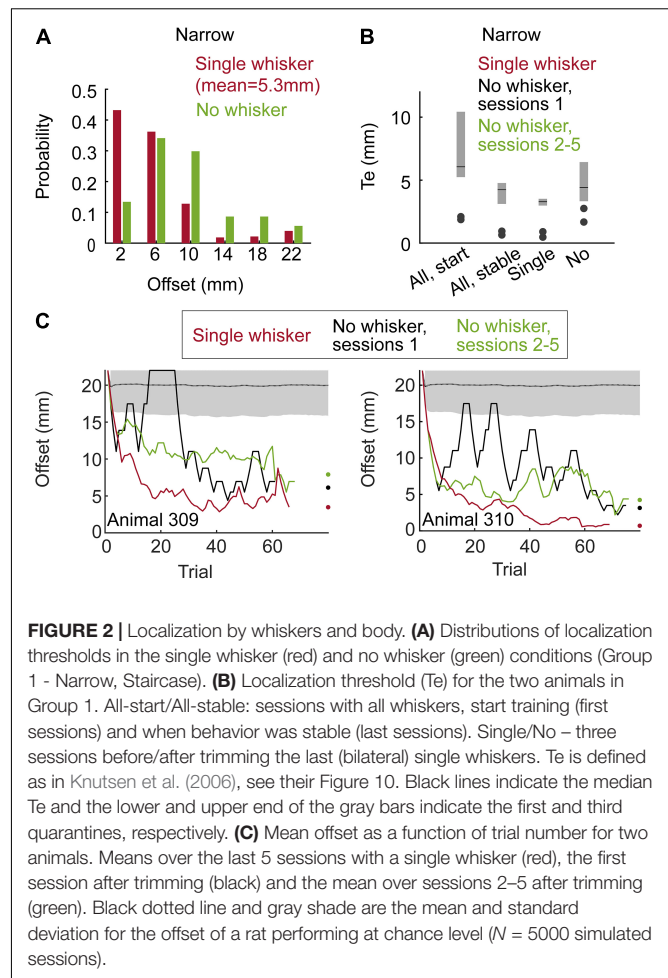 A
Narrow
Single whisker
(mean=5.3mm)
No whisker
0.5
0.4
0.3
0.2
0.1
0
Probability
2 6 10 14 18 22
Offset (mm)
B
Narrow
Single whisker
No whisker,
sessions 1
No whisker,
sessions 2-5
10
5
0
Te (mm)
All, start
All, stable
Single
No
C
Single whisker
No whisker,
sessions 1
No whisker,
sessions 2-5
20
15
10
5
0
Offset (mm)
Animal 309
0 20 40 60
Trial
20
15
10
5
0
Offset (mm)
Animal 310
0 20 40 60
Trial
FIGURE 2 | Localization by whiskers and body. (A) Distributions of localization
thresholds in the single whisker (red) and no whisker (green) conditions (Group
1 - Narrow, Staircase). (B) Localization threshold (Te) for the two animals in
Group 1. All-start/All-stable: sessions with all whiskers, start training (first
sessions) and when behavior was stable (last sessions). Single/No – three
sessions before/after trimming the last (bilateral) single whiskers. Te is defined
as in Knutsen et al. (2006), see their Figure 10. Black lines indicate the median
Te and the lower and upper end of the gray bars indicate the first and third
quarantines, respectively. (C) Mean offset as a function of trial number for two
animals. Means over the last 5 sessions with a single whisker (red), the first
session after trimming (black) and the mean over sessions 2–5 after trimming
(green). Black dotted line and gray shade are the mean and standard
deviation for the offset of a rat performing at chance level (N = 5000 simulated
sessions).